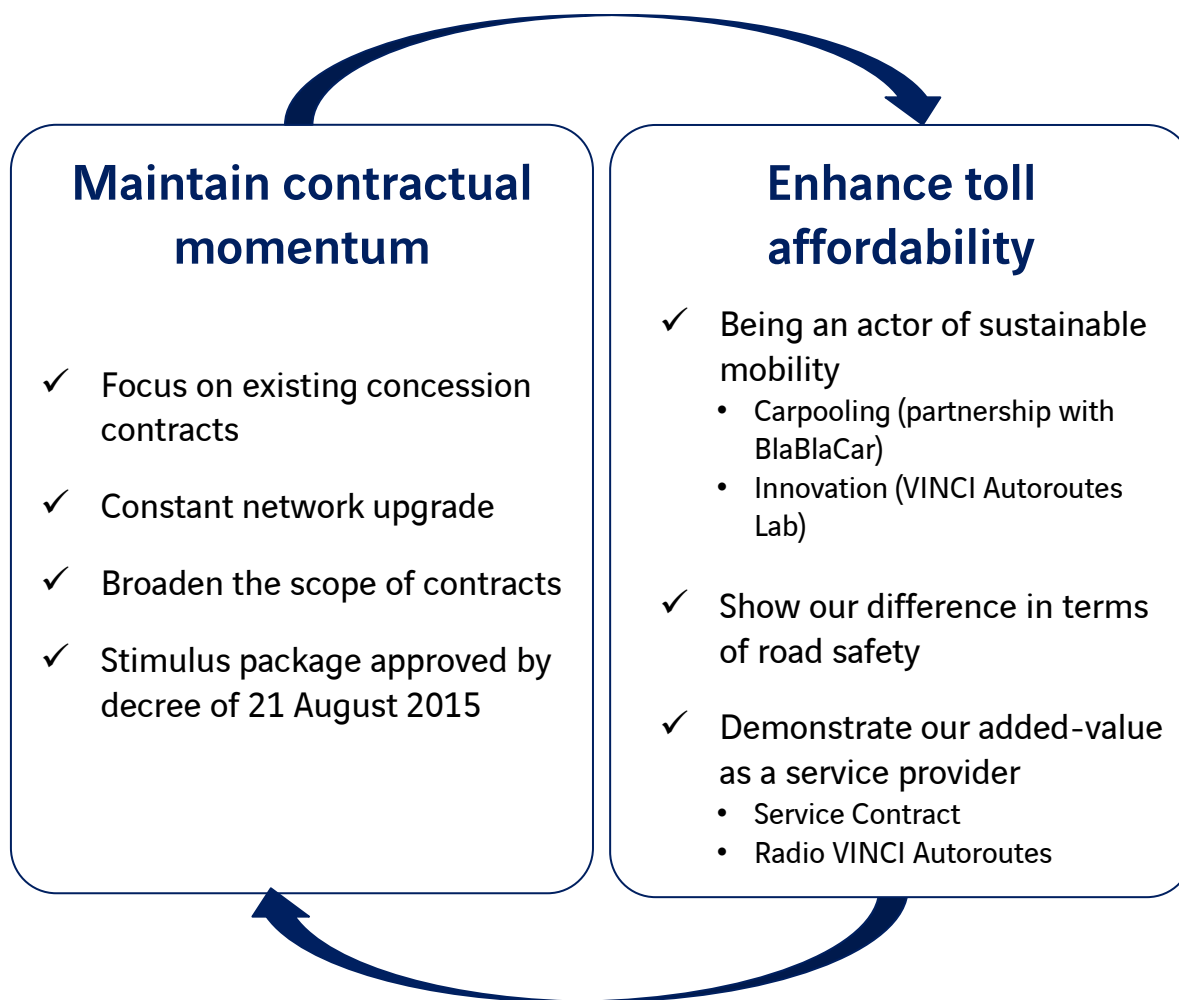 Maintain contractual
momentum
✓ Focus on existing concession
contracts
✓ Constant network upgrade
✓ Broaden the scope of contracts
✓ Stimulus package approved by
decree of 21 August 2015
Enhance toll
affordability
✓ Being an actor of sustainable
mobility
• Carpooling (partnership with
BlaBlaCar)
• Innovation (VINCI Autoroutes
Lab)
✓ Show our difference in terms
of road safety
✓ Demonstrate our added-value
as a service provider
• Service Contract
• Radio VINCI Autoroutes